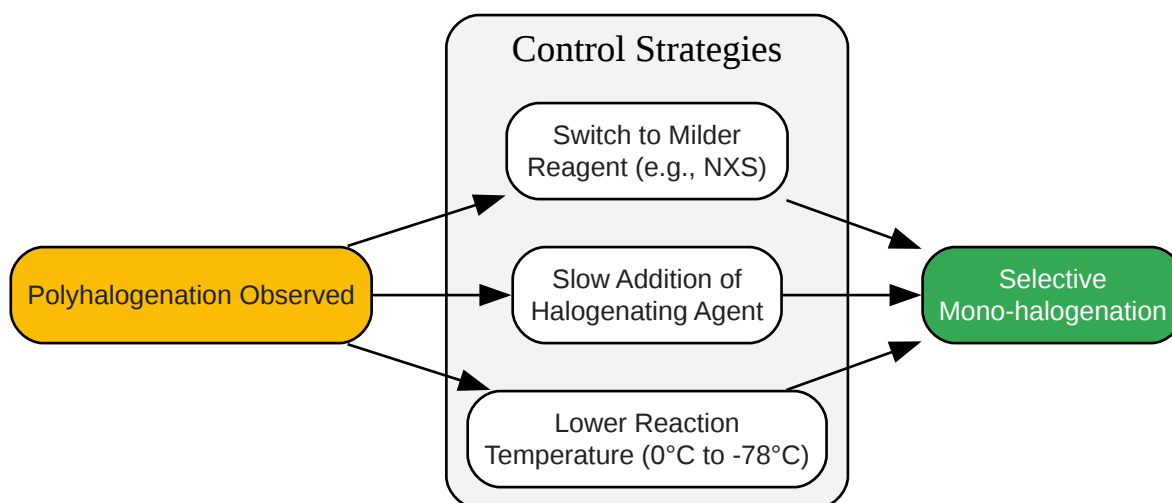 Control Strategies
Switch to Milder
Reagent (e.g., NXS)
Polyhalogenation Observed
Slow Addition of
Halogenating Agent
Selective
Mono-halogenation
Lower Reaction
Temperature (0°C to -78°C)